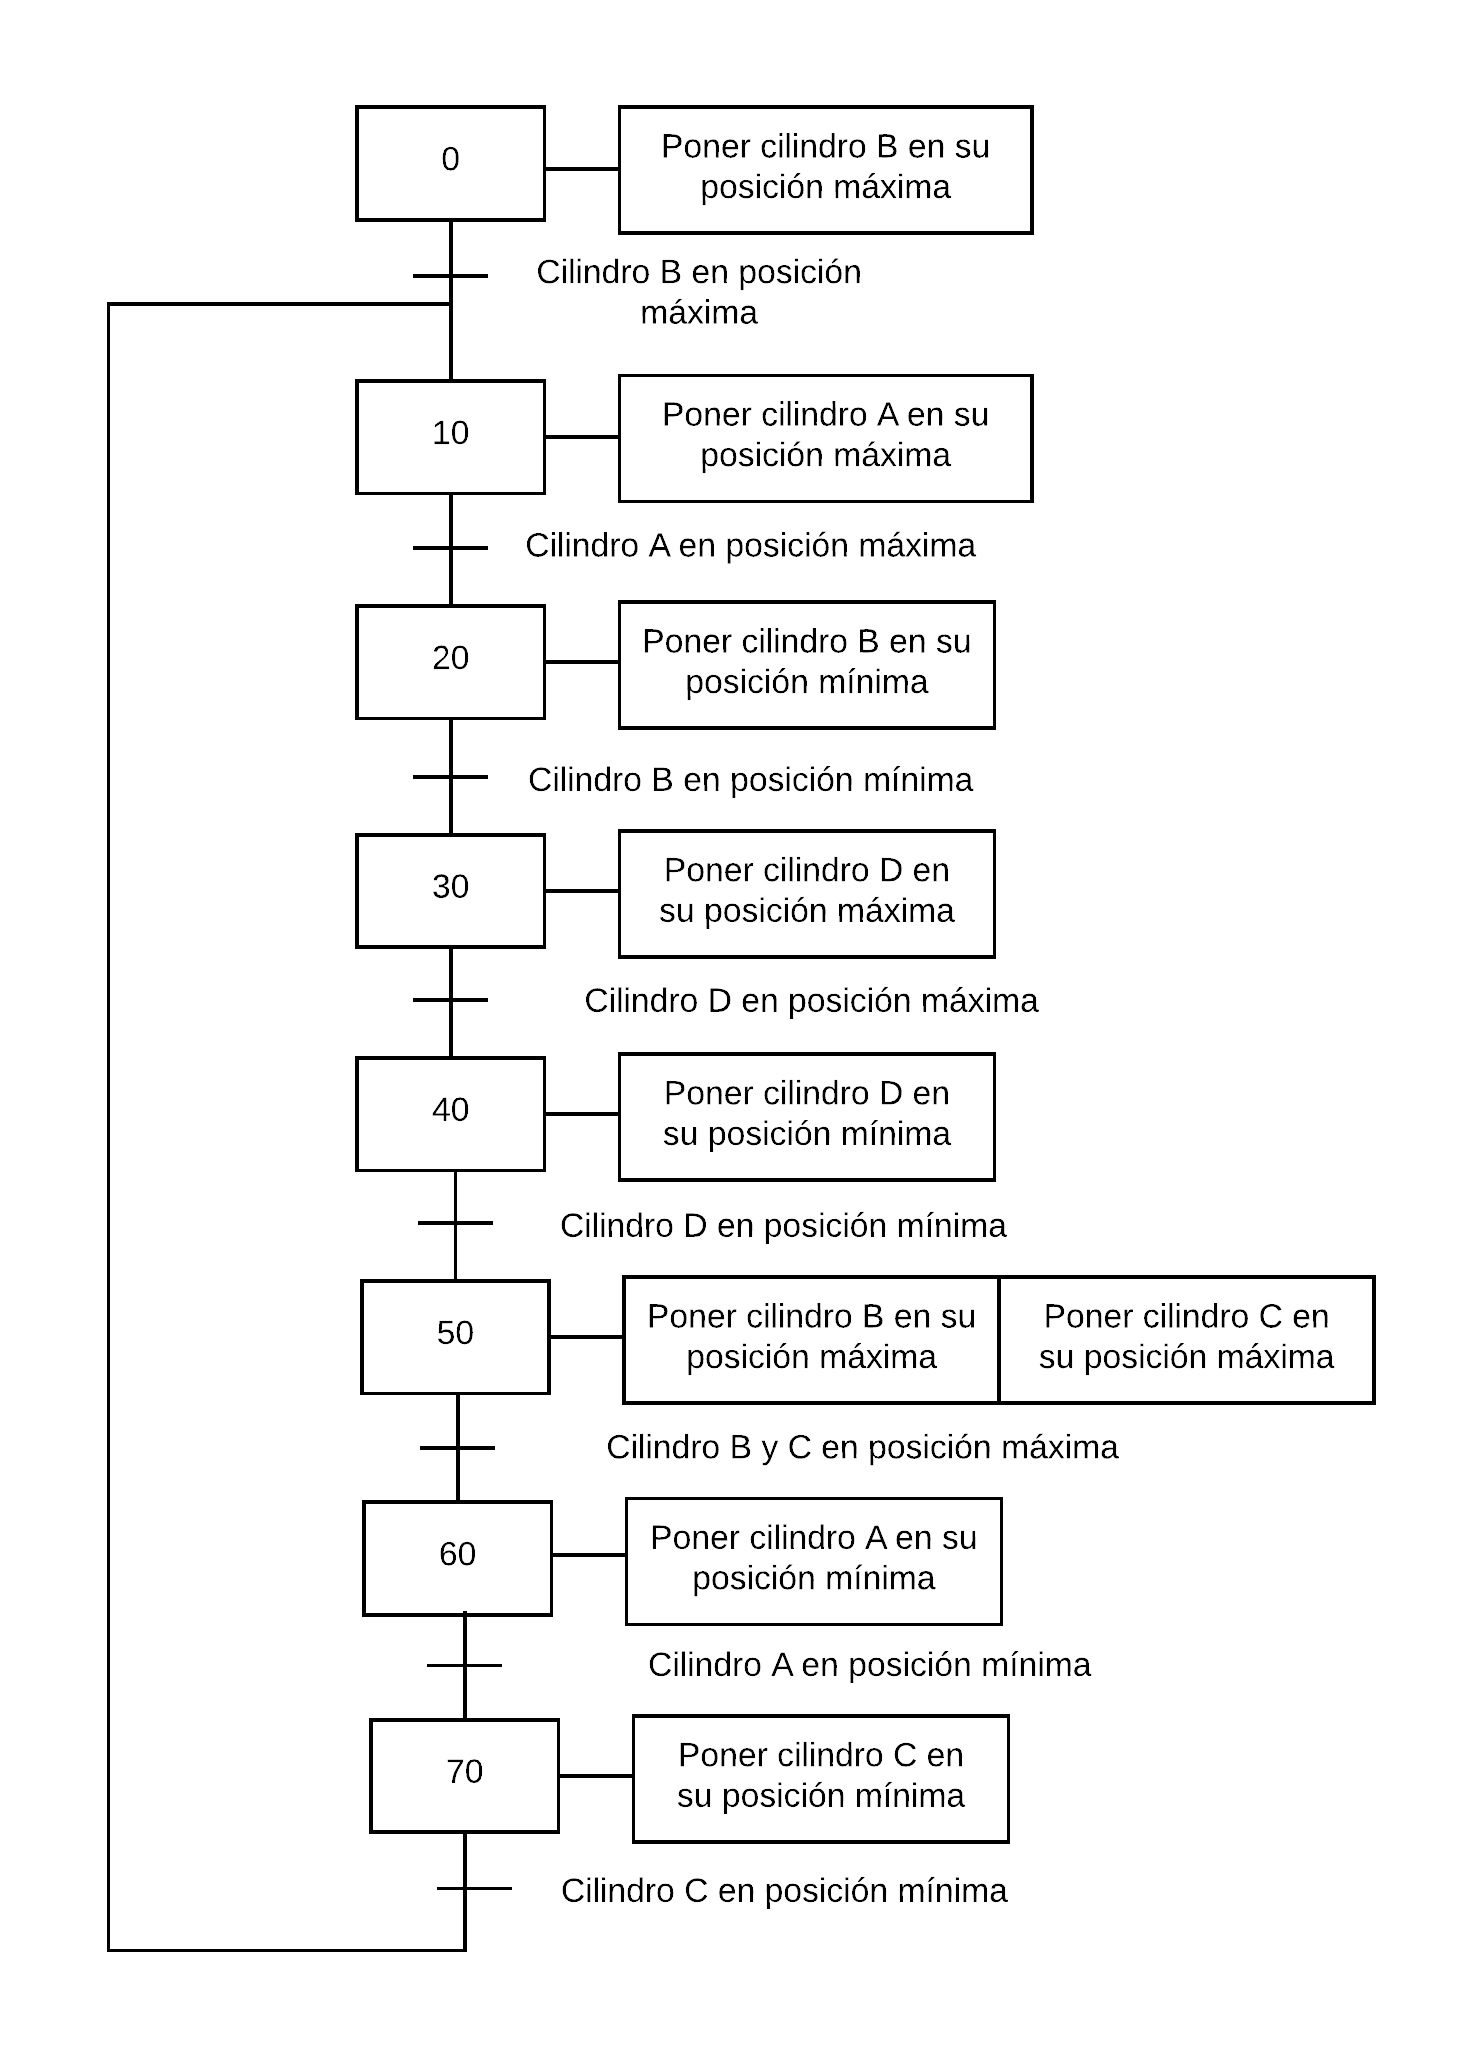 0
Poner cilindro B en su
posición máxima
Cilindro B en posición
máxima
10
Poner cilindro A en su
posición máxima
Cilindro A en posición máxima
20
Poner cilindro B en su
posición mínima
Cilindro B en posición mínima
30
Poner cilindro D en
su posición máxima
Cilindro D en posición máxima
40
Poner cilindro D en
su posición mínima
Cilindro D en posición mínima
50
Poner cilindro B en su
posición máxima
Poner cilindro C en
su posición máxima
Cilindro B y C en posición máxima
60
Poner cilindro A en su
posición mínima
Cilindro A en posición mínima
70
Poner cilindro C en
su posición mínima
Cilindro C en posición mínima